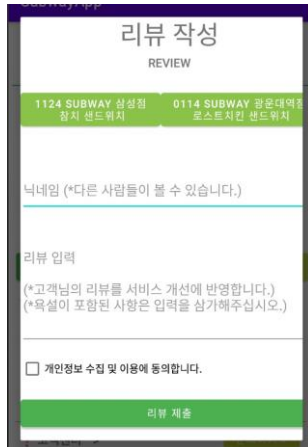 SubwayApp
리뷰 작성
REVIEW
1124 SUBWAY 삼성점
참치 샌드위치
0114 SUBWAY 광운대역점
로스트치킨 샌드위치
닉네임 (*다른 사람들이 볼 수 있습니다.)
리뷰 입력
(*고객님의 리뷰를 서비스 개선에 반영합니다.)
(*욕설이 포함된 사항은 입력을 삼가해주십시오.)
개인정보 수집 및 이용에 동의합니다.
리뷰 제출